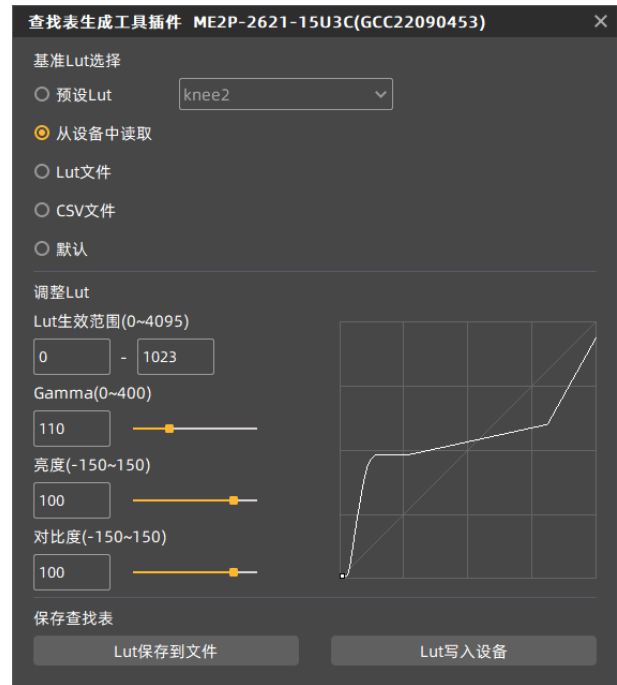 查找表生成工具插件 ME2P-2621-15U3C(GCC22090453)
基准Lut选择
预设Lut knee2
从设备中读取
Lut文件
CSV文件
默认
调整Lut
Lut生效范围(0~4095)
0 - 1023
Gamma(0~400)
110
亮度(-150~150)
100
对比度(-150~150)
100
保存查找表
Lut保存到文件 Lut写入设备